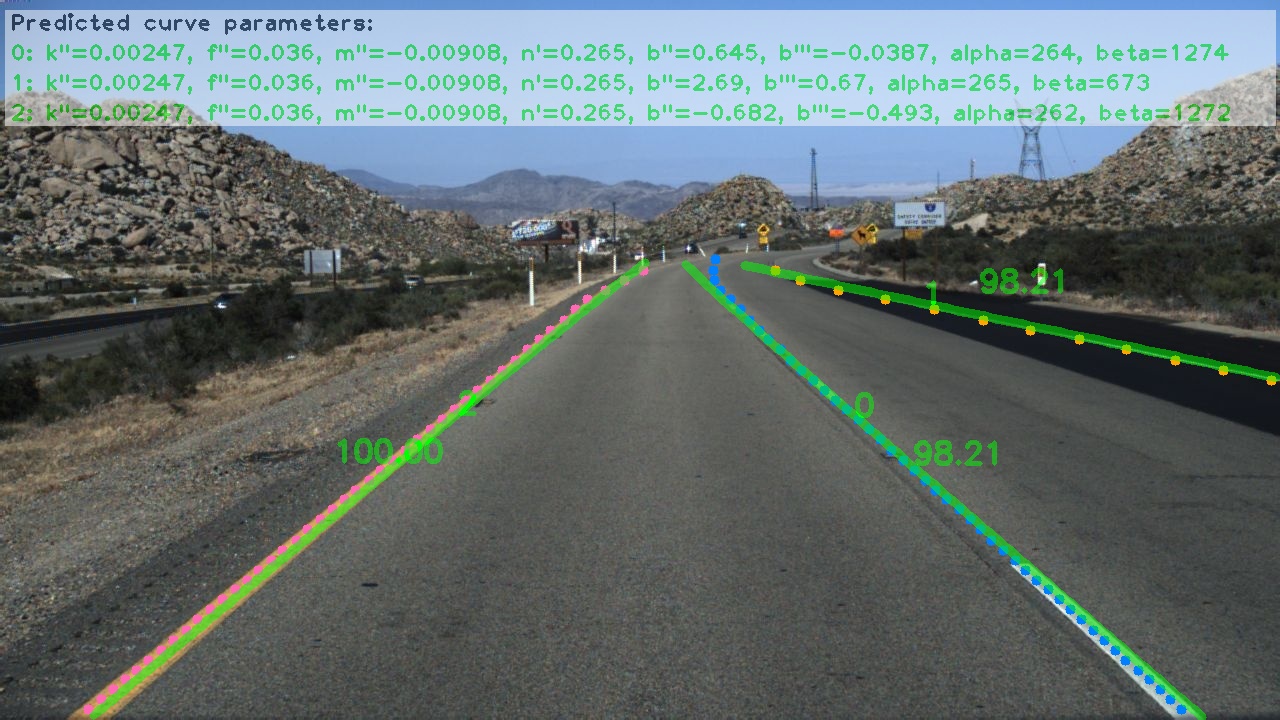 Predicted curve parameters:
0: k"=0.00247, f"=0.036, m"=−0.00908, n'=0.265, b"=0.645, b'''=−0.0387, alpha=264, beta=1274
1: k"=0.00247, f"=0.036, m"=−0.00908, n'=0.265, b"=2.69, b'''=0.67, alpha=265, beta=673
2: k"=0.00247, f"=0.036, m"=−0.00908, n'=0.265, b"=−0.682, b'''=−0.493, alpha=262, beta=1272
SAFETY CORRIDOR
1
98.21
2
0
100.00
98.21